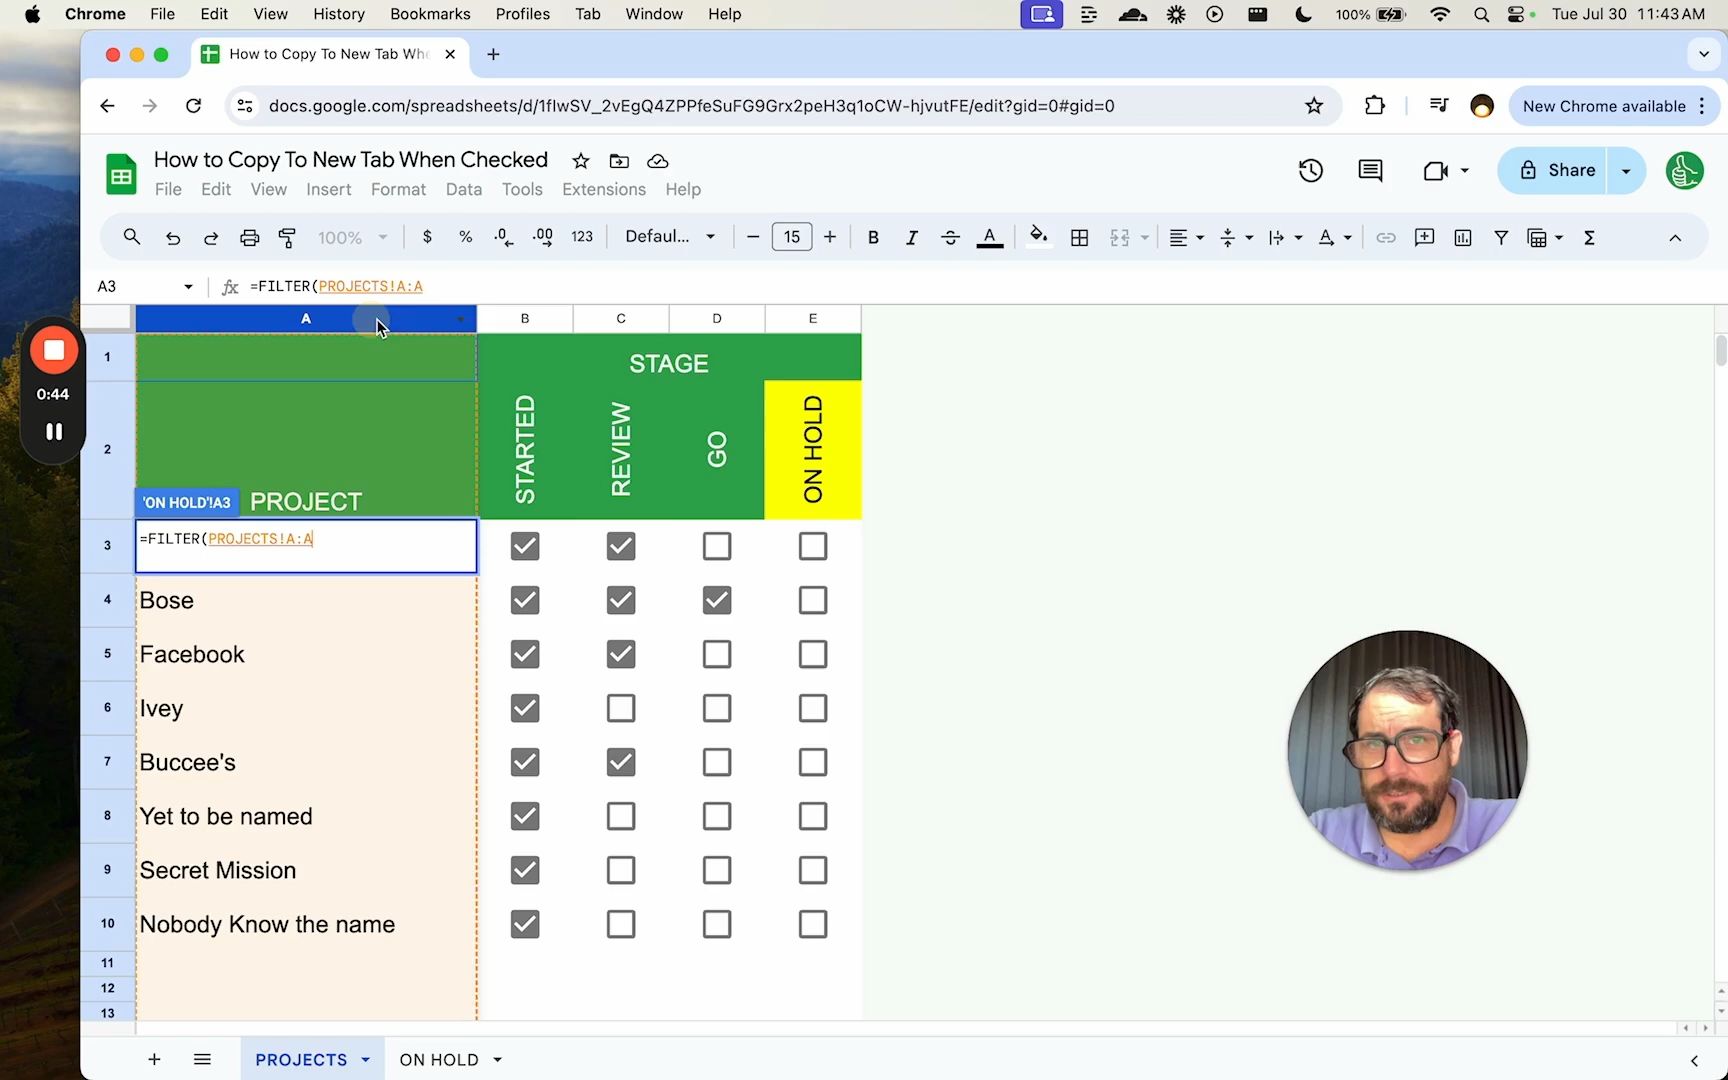 Chrome File Edit View History Bookmarks Profiles Tab Window Help 100% Tue Jul 30 11:43 AM
How to Copy To New Tab Whe
docs.google.com/spreadsheets/d/1fIwSV_2vEgQ4ZPPfeSuFG9Grx2peH3q1oCW-hjvutFE/edit?gid=0#gid=0 New Chrome available
How to Copy To New Tab When Checked
File Edit View Insert Format Data Tools Extensions Help
Share
100% $ % .0 .00 123 Defaul... 15 B I S A
A3 fx =FILTER(PROJECTS!A:A
A B C D E
1 STAGE
2 PROJECT STARTED REVIEW GO ON HOLD
'ON HOLD'!A3
0:44
3 =FILTER(PROJECTS!A:A
4 Bose
5 Facebook
6 Ivey
7 Buccee's
8 Yet to be named
9 Secret Mission
10 Nobody Know the name
11
12
13
PROJECTS ON HOLD